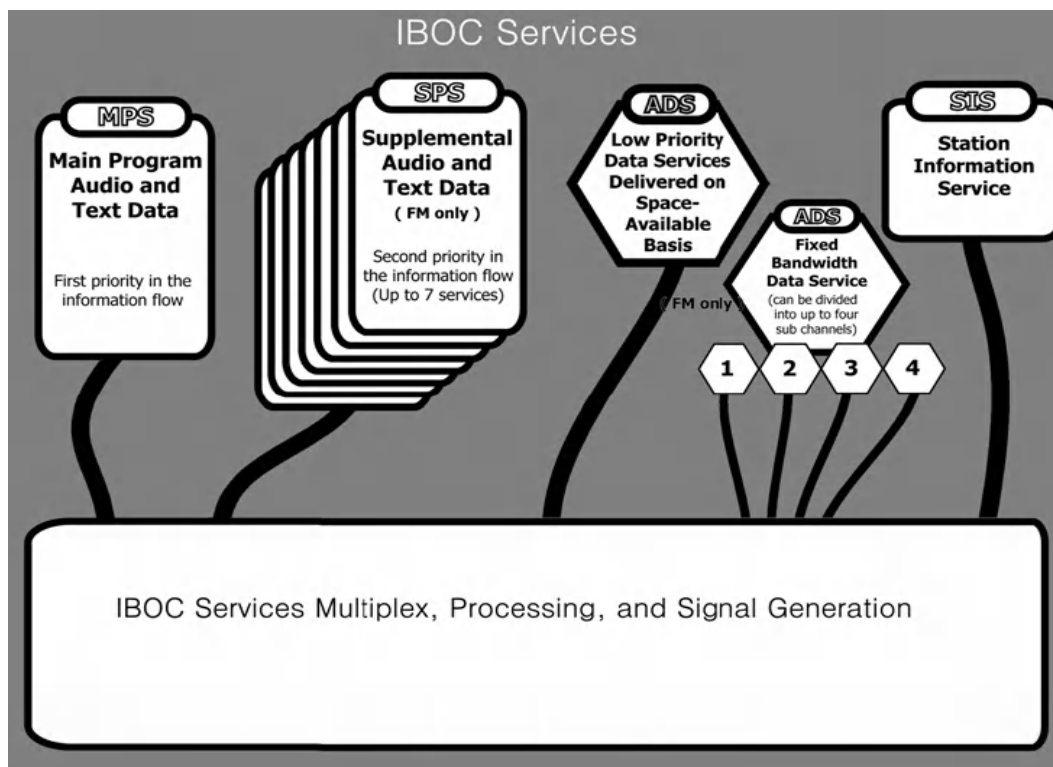 IBOC Services
MPS
Main Program
Audio and
Text Data
First priority in the
information flow
SPS
Supplemental
Audio and
Text Data
( FM only )
Second priority in
the information flow
(Up to 7 services)
ADS
Low Priority
Data Services
Delivered on
Space-
Available
Basis
ADS
Fixed
Bandwidth
Data Service
(can be divided
into up to four
sub channels)
( FM only )
1 2 3 4
SIS
Station
Information
Service
IBOC Services Multiplex, Processing, and Signal Generation